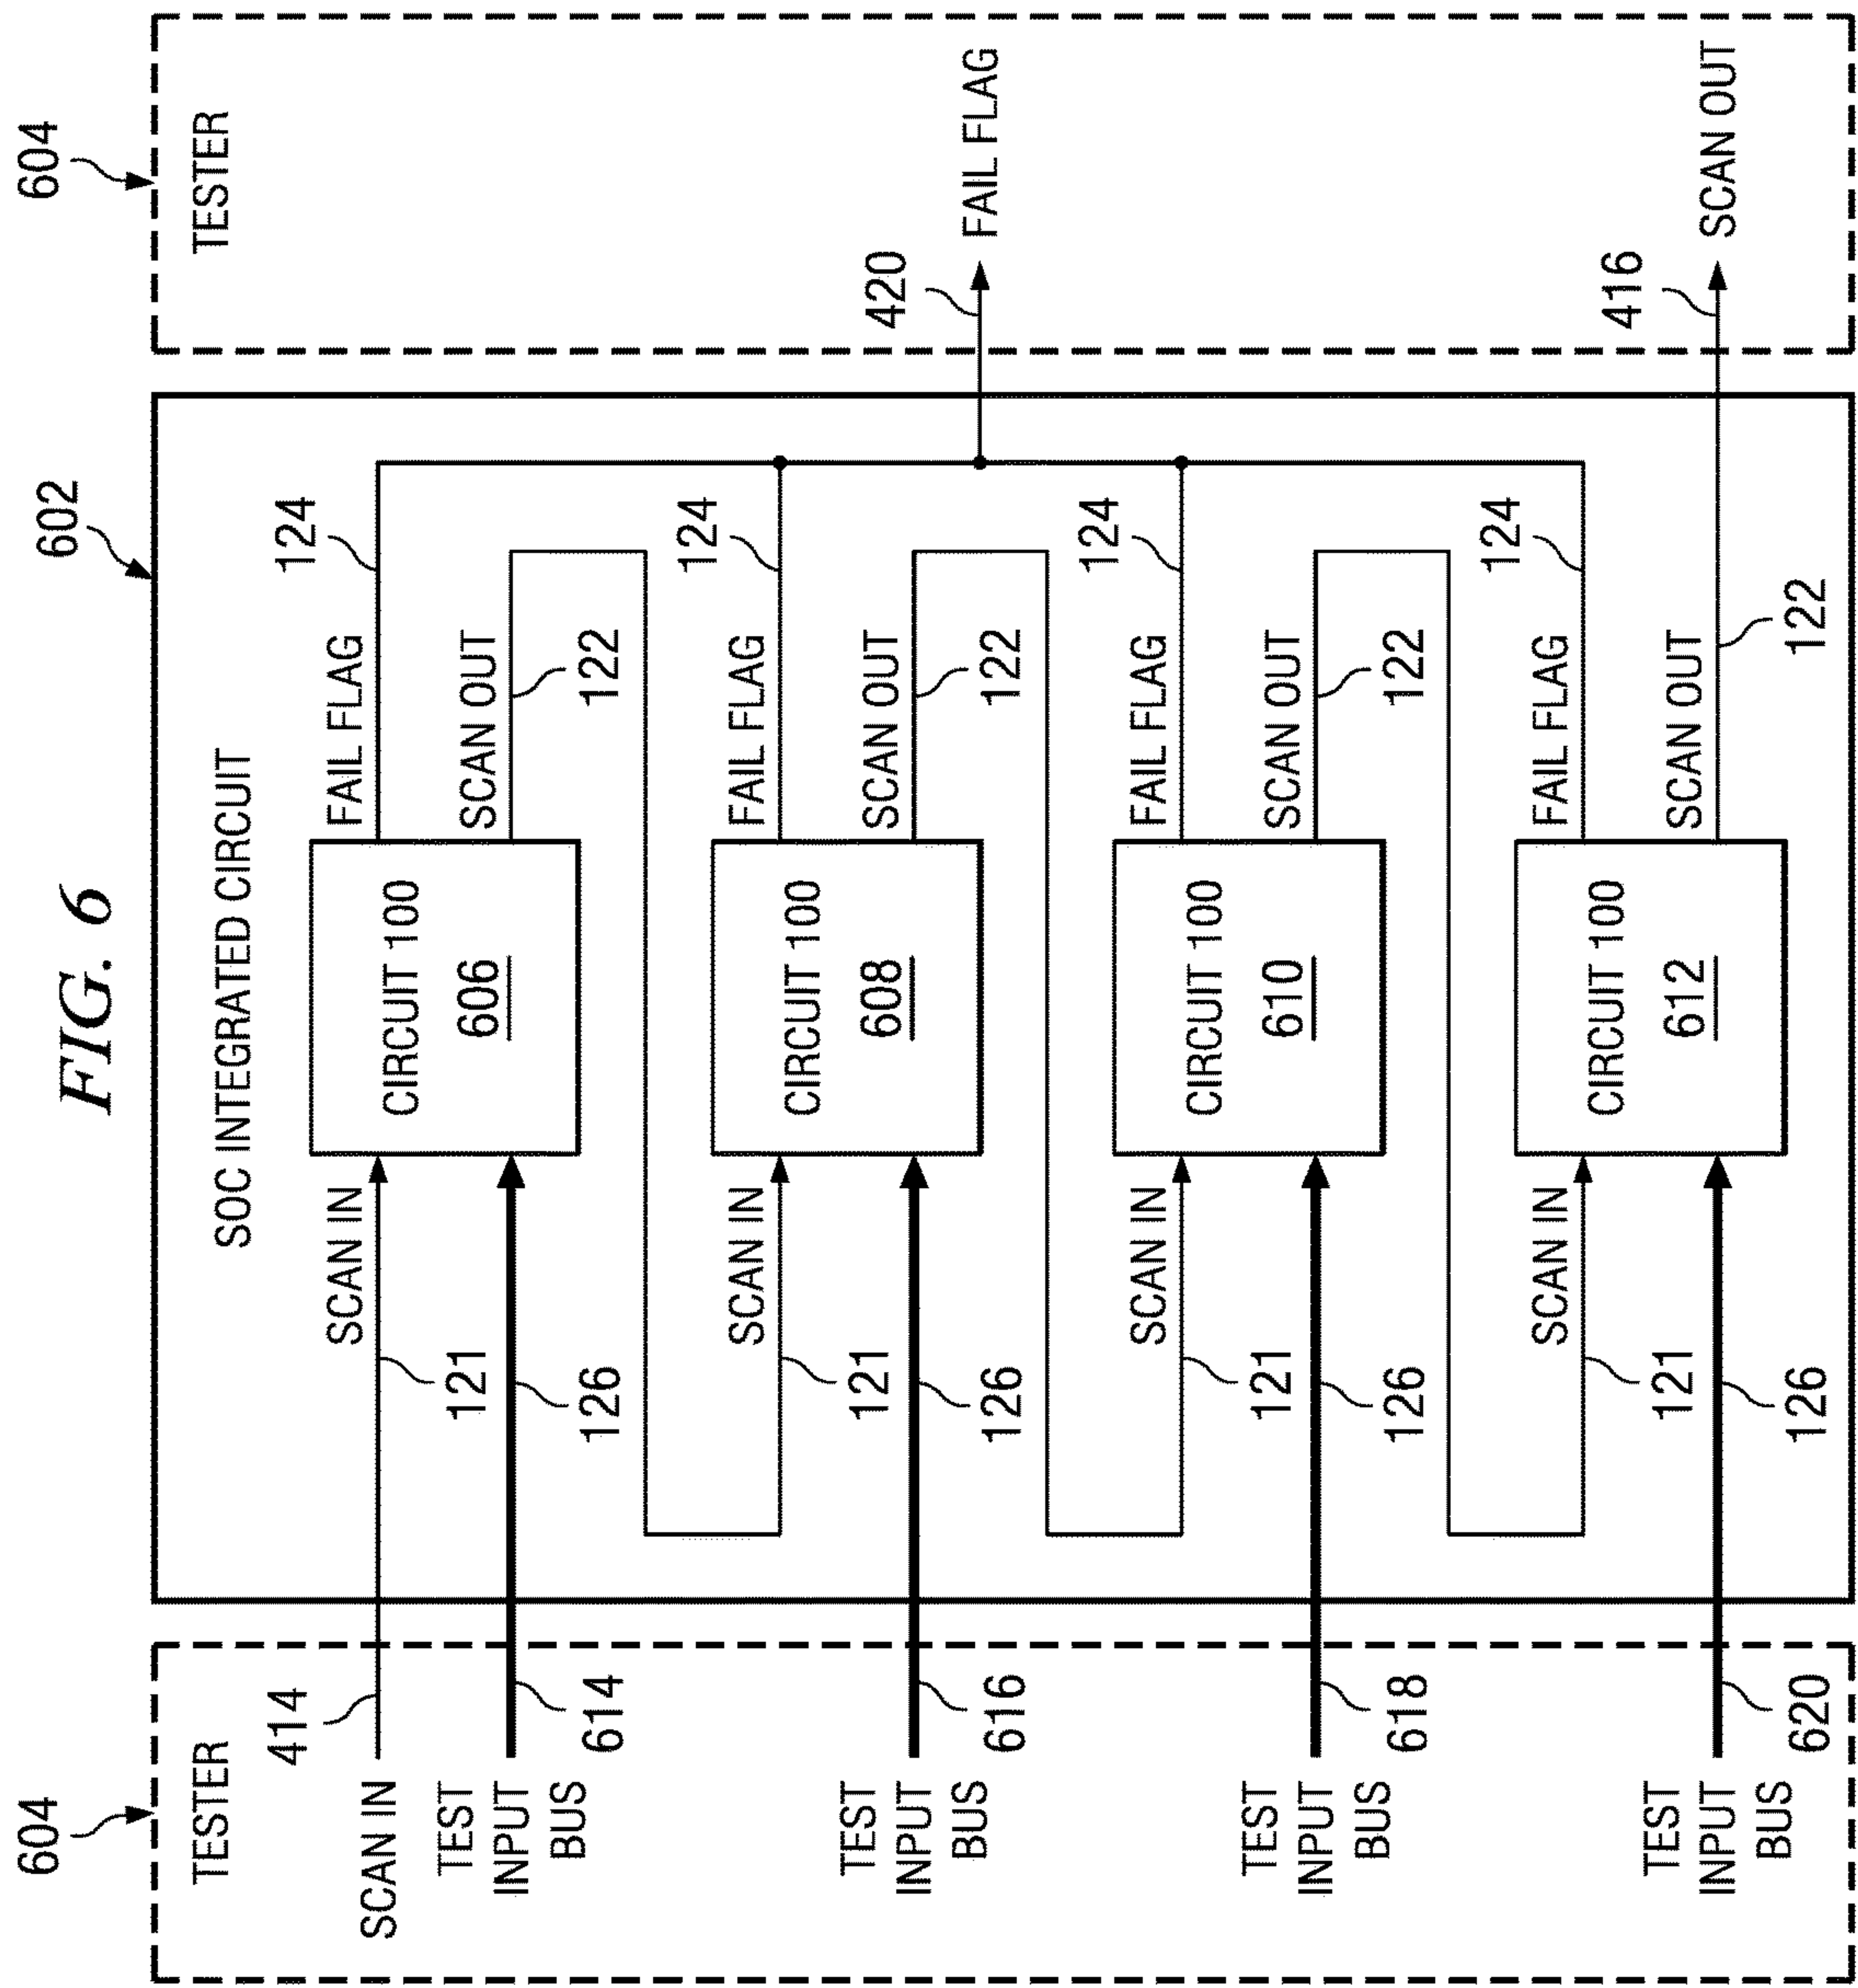 FIG. 6
604
TESTER
SCAN IN
414
TEST
INPUT
BUS
614
TEST
INPUT
BUS
616
TEST
INPUT
BUS
618
TEST
INPUT
BUS
620
602
SOC INTEGRATED CIRCUIT
SCAN IN
121
126
CIRCUIT 100
606
FAIL FLAG
124
SCAN OUT
122
SCAN IN
121
126
CIRCUIT 100
608
FAIL FLAG
124
SCAN OUT
122
SCAN IN
121
126
CIRCUIT 100
610
FAIL FLAG
124
SCAN OUT
122
SCAN IN
121
126
CIRCUIT 100
612
FAIL FLAG
124
SCAN OUT
122
604
TESTER
420
FAIL FLAG
416
SCAN OUT